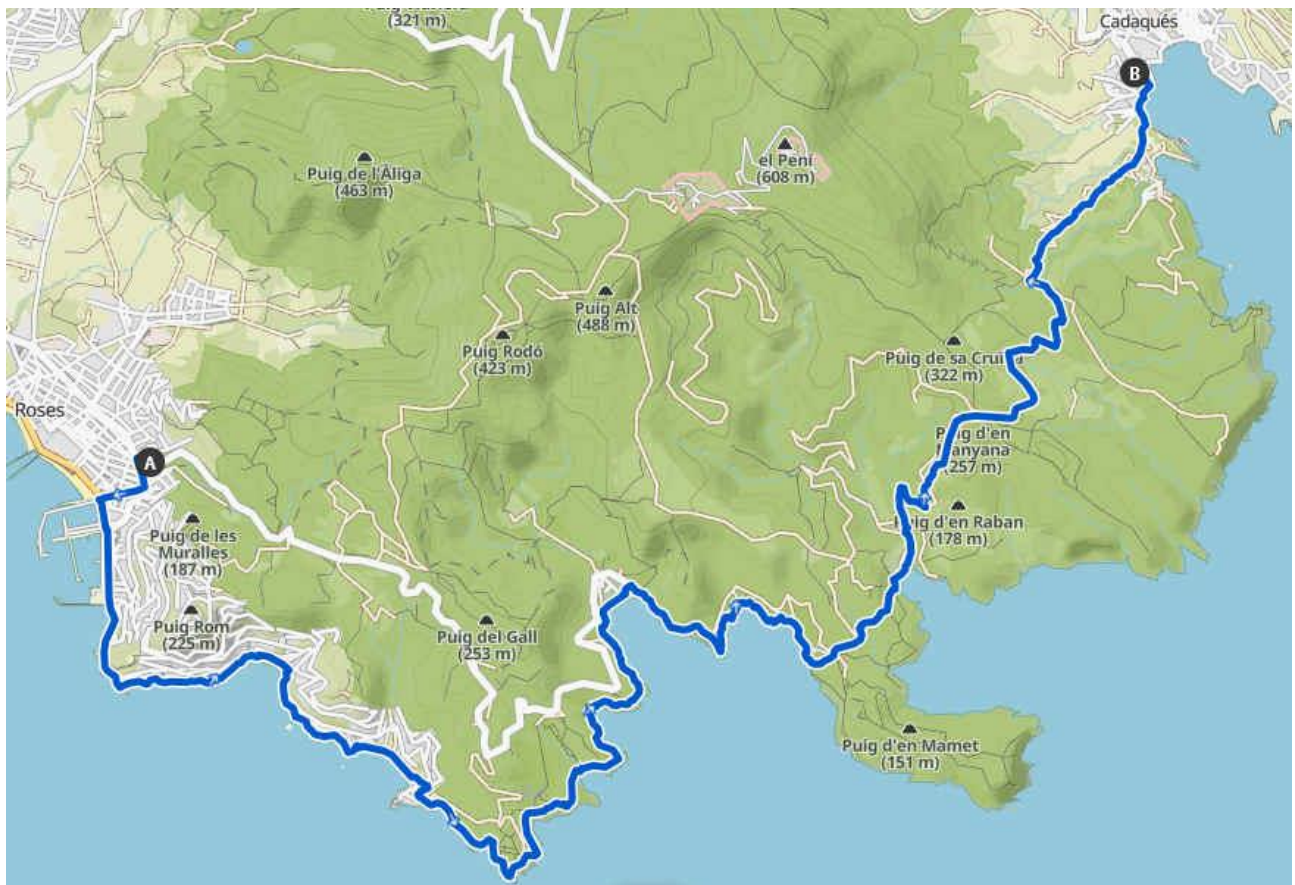 (321 m)
Cadaqués
B
el Pení
(608 m)
Puig de l'Àliga
(463 m)
Puig Alt
(488 m)
Puig Rodó
(423 m)
Puig de sa
(322 m)
Roses
A
Puig d'en
(257 m)
Puig d'en Raban
(178 m)
Puig de les
Muralles
(187 m)
Puig Rom
(225 m)
Puig del Gall
(253 m)
Puig d'en Mamet
(151 m)